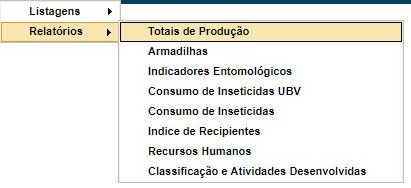 Listagens
Relatórios
Totais de Produção
Armadilhas
Indicadores Entomológicos
Consumo de Inseticidas UBV
Consumo de Inseticidas
Indice de Recipientes
Recursos Humanos
Classificação e Atividades Desenvolvidas